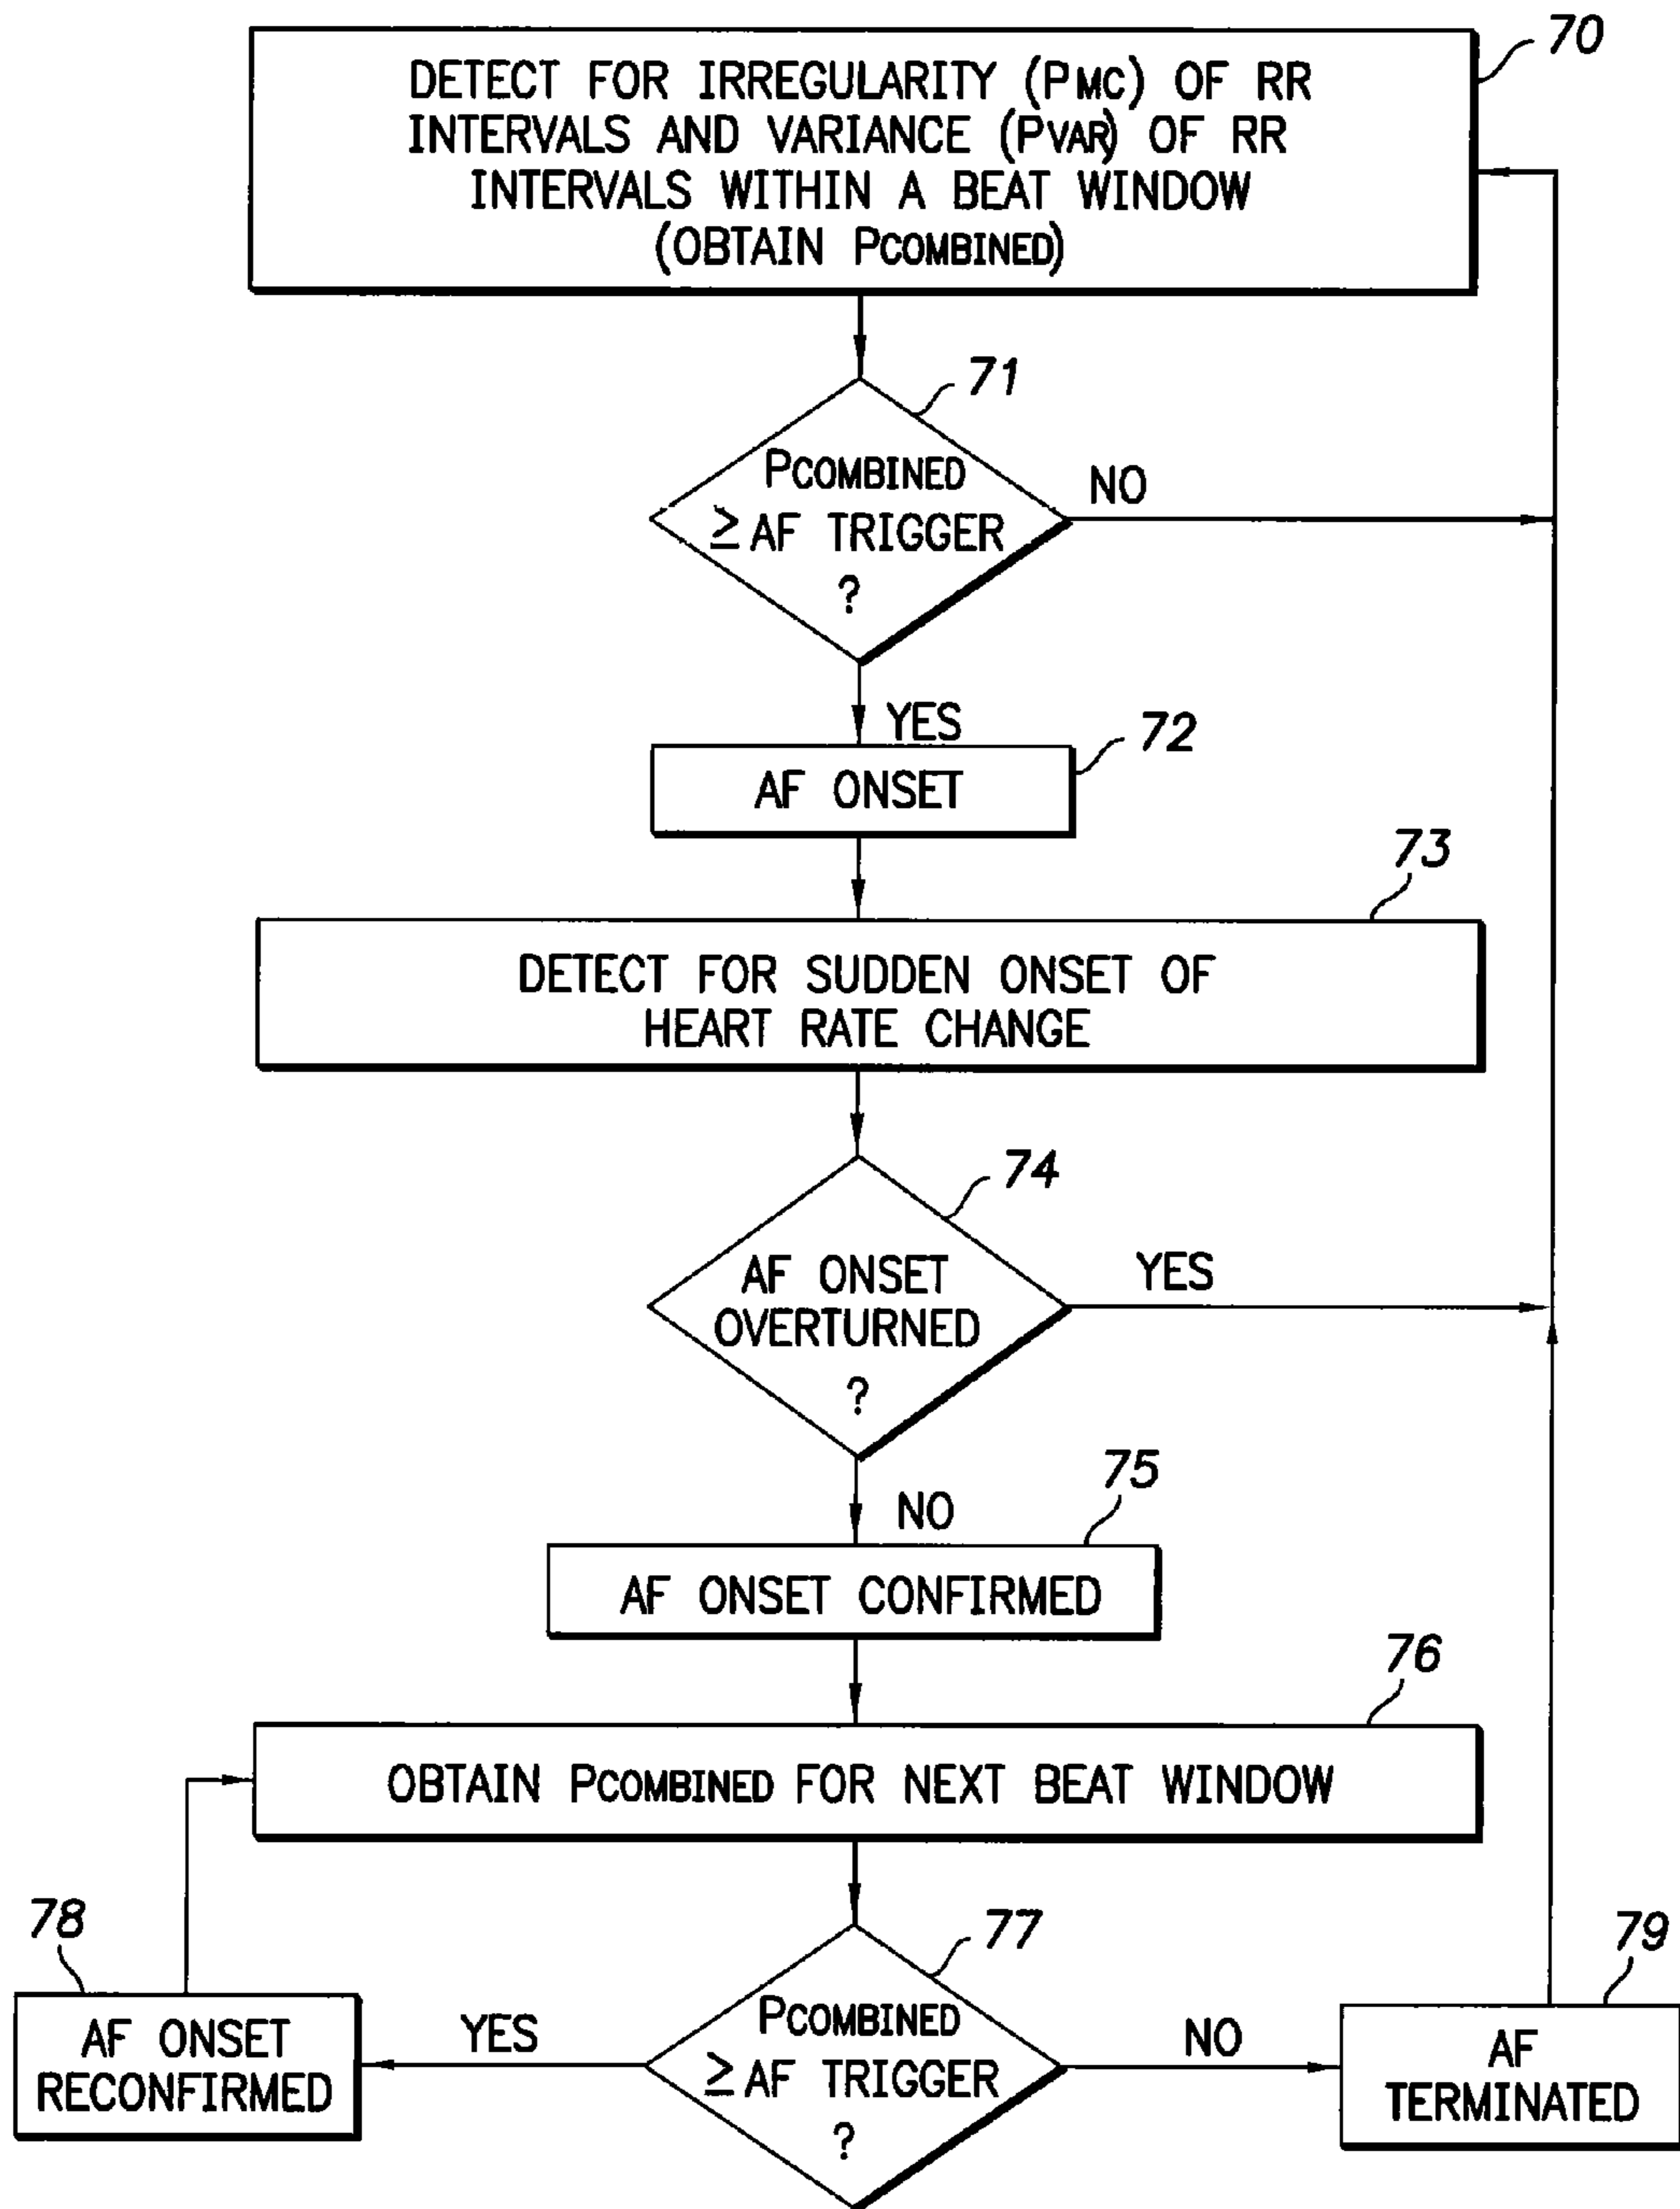 70
DETECT FOR IRREGULARITY (PMC) OF RR
INTERVALS AND VARIANCE (PVAR) OF RR
INTERVALS WITHIN A BEAT WINDOW
(OBTAIN PCOMBINED)
71
PCOMBINED
≥ AF TRIGGER
?
NO
YES
72
AF ONSET
73
DETECT FOR SUDDEN ONSET OF
HEART RATE CHANGE
74
AF ONSET
OVERTURNED
?
YES
NO
75
AF ONSET CONFIRMED
76
OBTAIN PCOMBINED FOR NEXT BEAT WINDOW
77
PCOMBINED
≥ AF TRIGGER
?
YES
NO
78
AF ONSET
RECONFIRMED
79
AF
TERMINATED